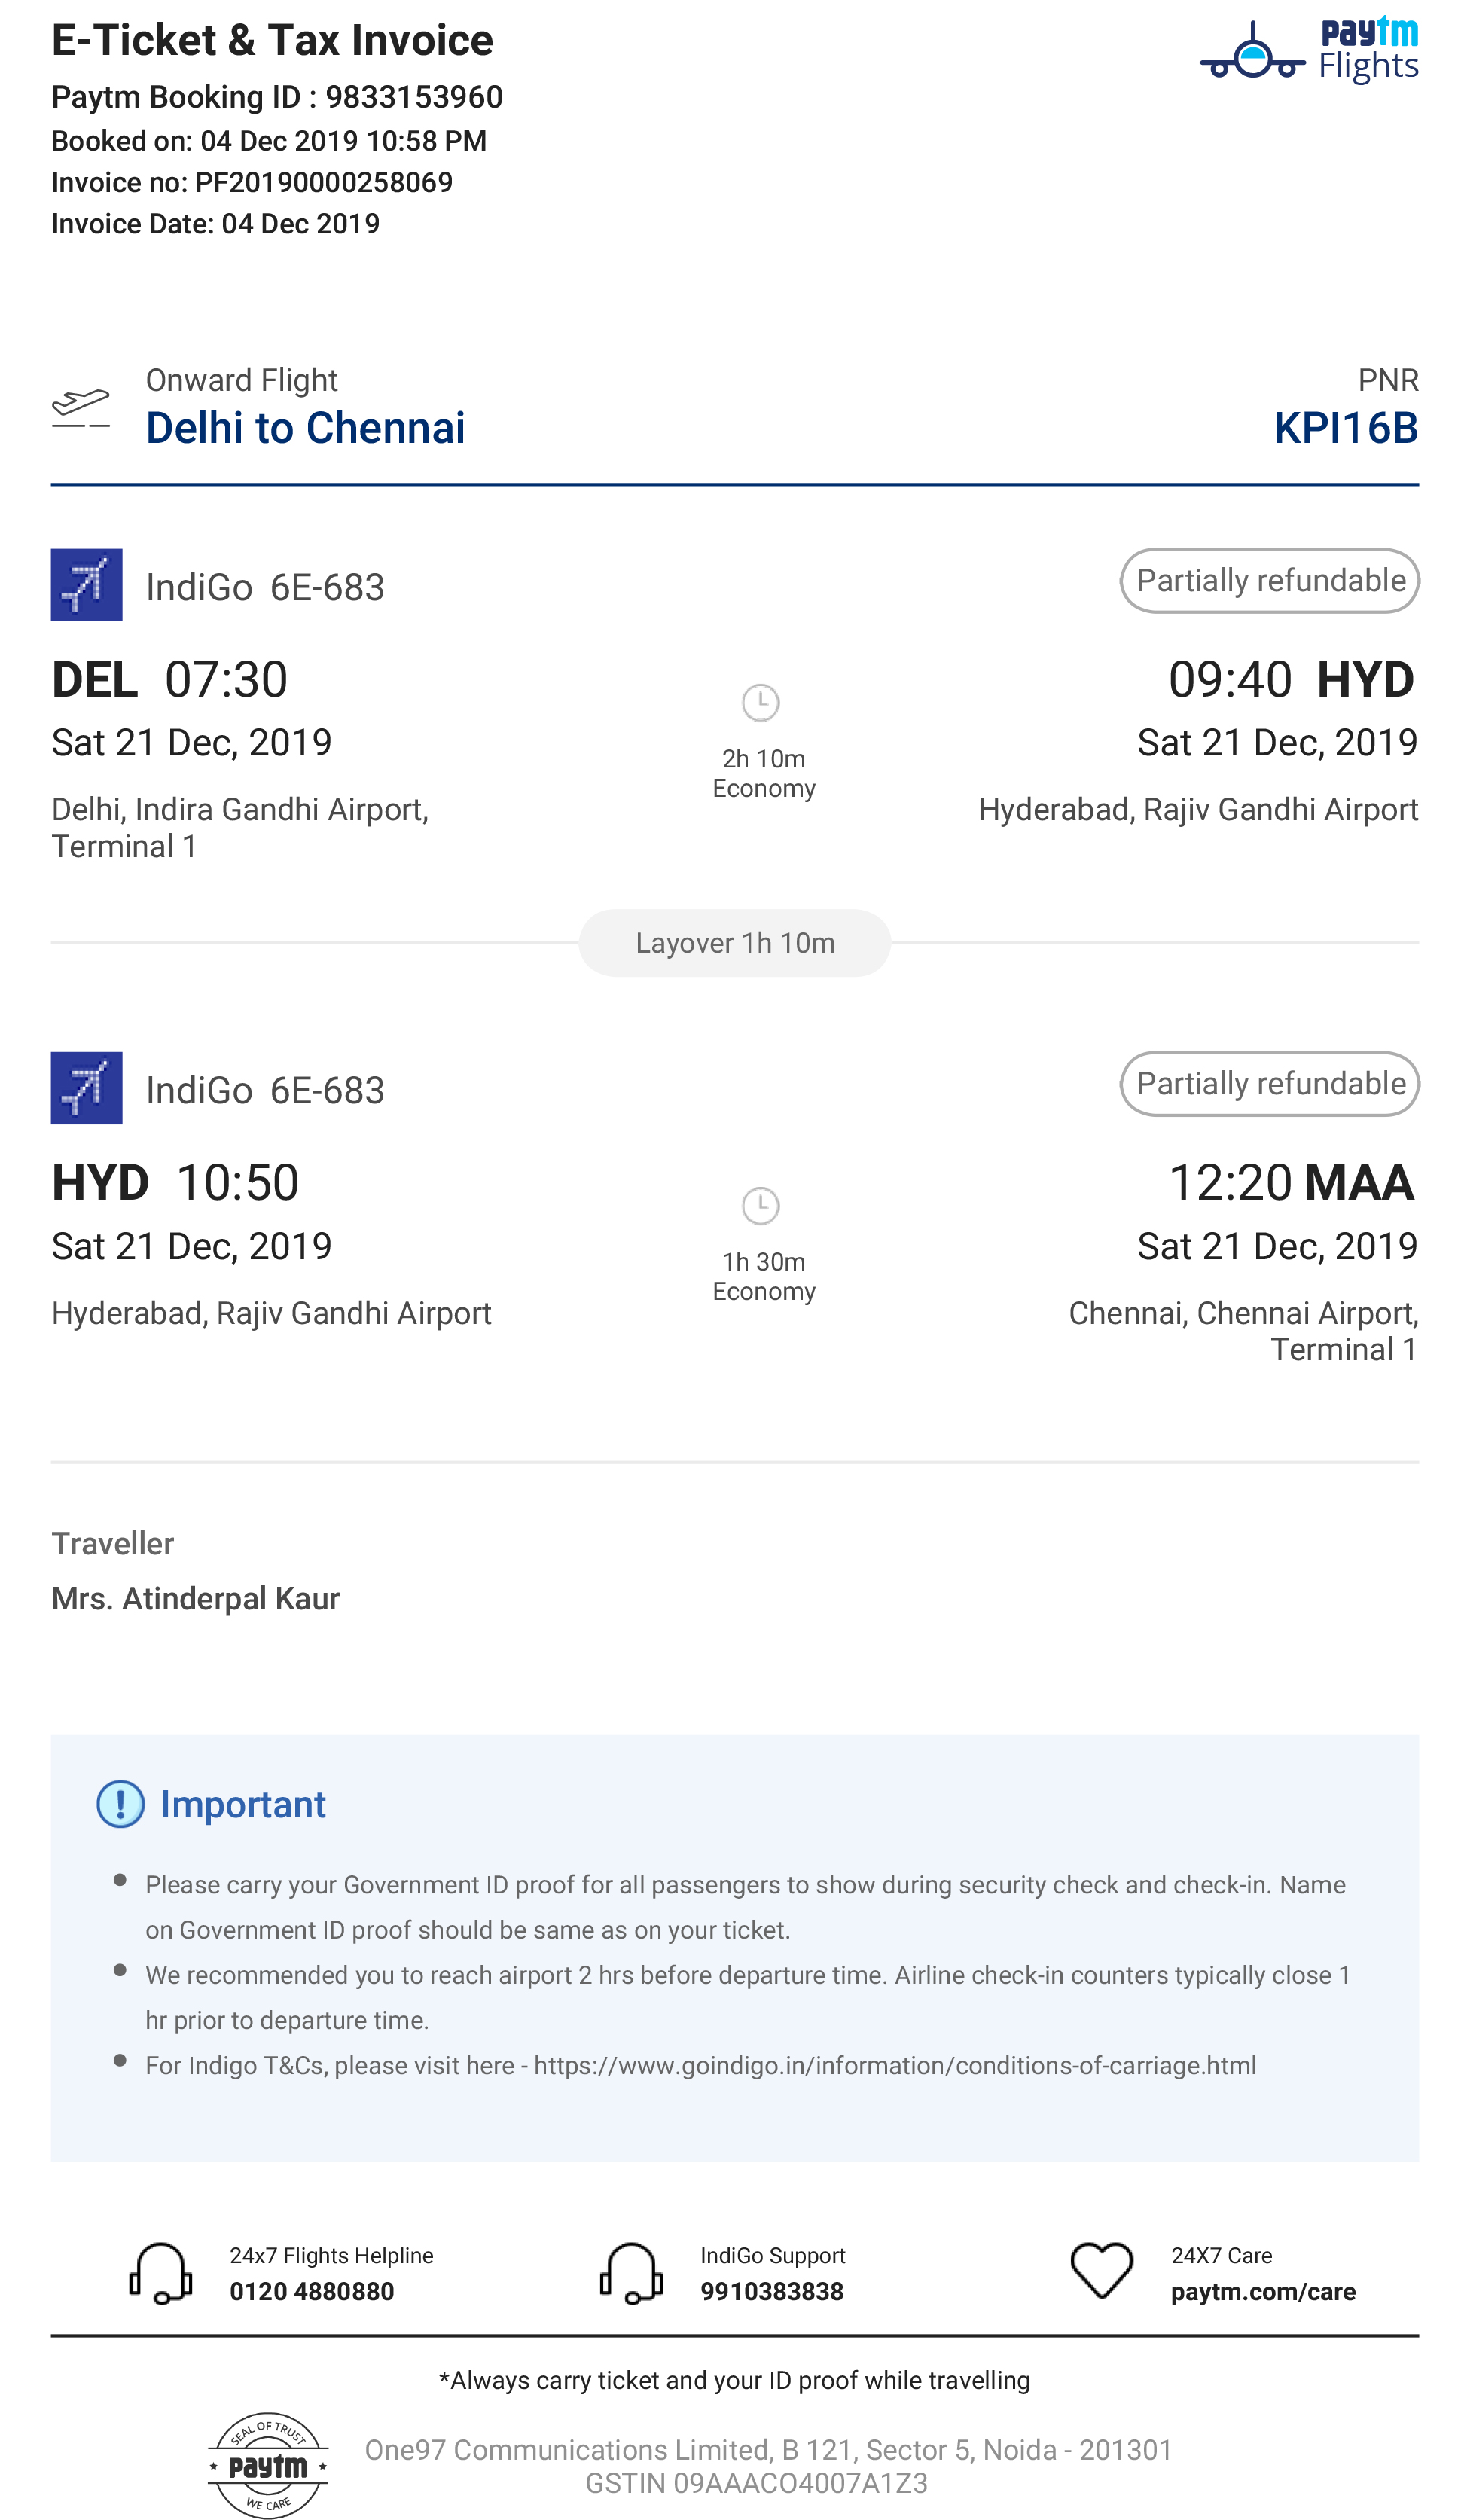 E-Ticket & Tax Invoice
paytm
Flights
Paytm Booking ID : 9833153960
Booked on: 04 Dec 2019 10:58 PM
Invoice no: PF20190000258069
Invoice Date: 04 Dec 2019
Onward Flight
PNR
Delhi to Chennai
KPI16B
IndiGo 6E-683
Partially refundable
DEL 07:30
09:40 HYD
Sat 21 Dec, 2019
Sat 21 Dec, 2019
2h 10m
Economy
Delhi, Indira Gandhi Airport,
Terminal 1
Hyderabad, Rajiv Gandhi Airport
Layover 1h 10m
IndiGo 6E-683
Partially refundable
HYD 10:50
12:20 MAA
Sat 21 Dec, 2019
Sat 21 Dec, 2019
1h 30m
Economy
Hyderabad, Rajiv Gandhi Airport
Chennai, Chennai Airport,
Terminal 1
Traveller
Mrs. Atinderpal Kaur
Important
Please carry your Government ID proof for all passengers to show during security check and check-in. Name
on Government ID proof should be same as on your ticket.
We recommended you to reach airport 2 hrs before departure time. Airline check-in counters typically close 1
hr prior to departure time.
For Indigo T&Cs, please visit here - https://www.goindigo.in/information/conditions-of-carriage.html
24x7 Flights Helpline
0120 4880880
IndiGo Support
9910383838
24X7 Care
paytm.com/care
*Always carry ticket and your ID proof while travelling
SEAL OF TRUST
paytm
WE CARE
One97 Communications Limited, B 121, Sector 5, Noida - 201301
GSTIN 09AAACO4007A1Z3